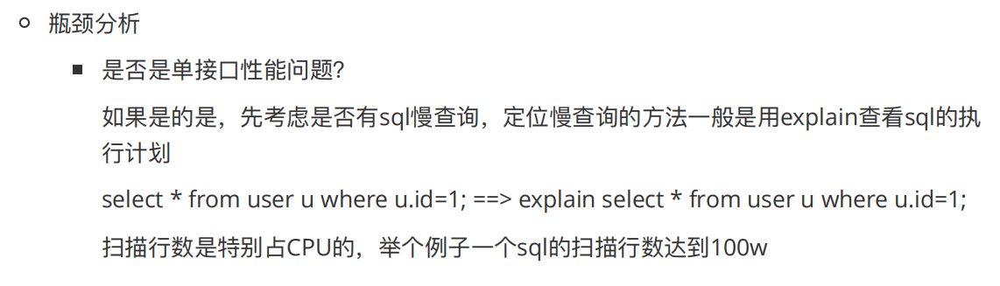 瓶颈分析
是否是单接口性能问题?
如果是的是，先考虑是否有sql慢查询，定位慢查询的方法一般是用explain查看sql的执
行计划
select * from user u where u.id=1; ==> explain select * from user u where u.id=1;
扫描行数是特别占CPU的，举个例子一个sql的扫描行数达到100w